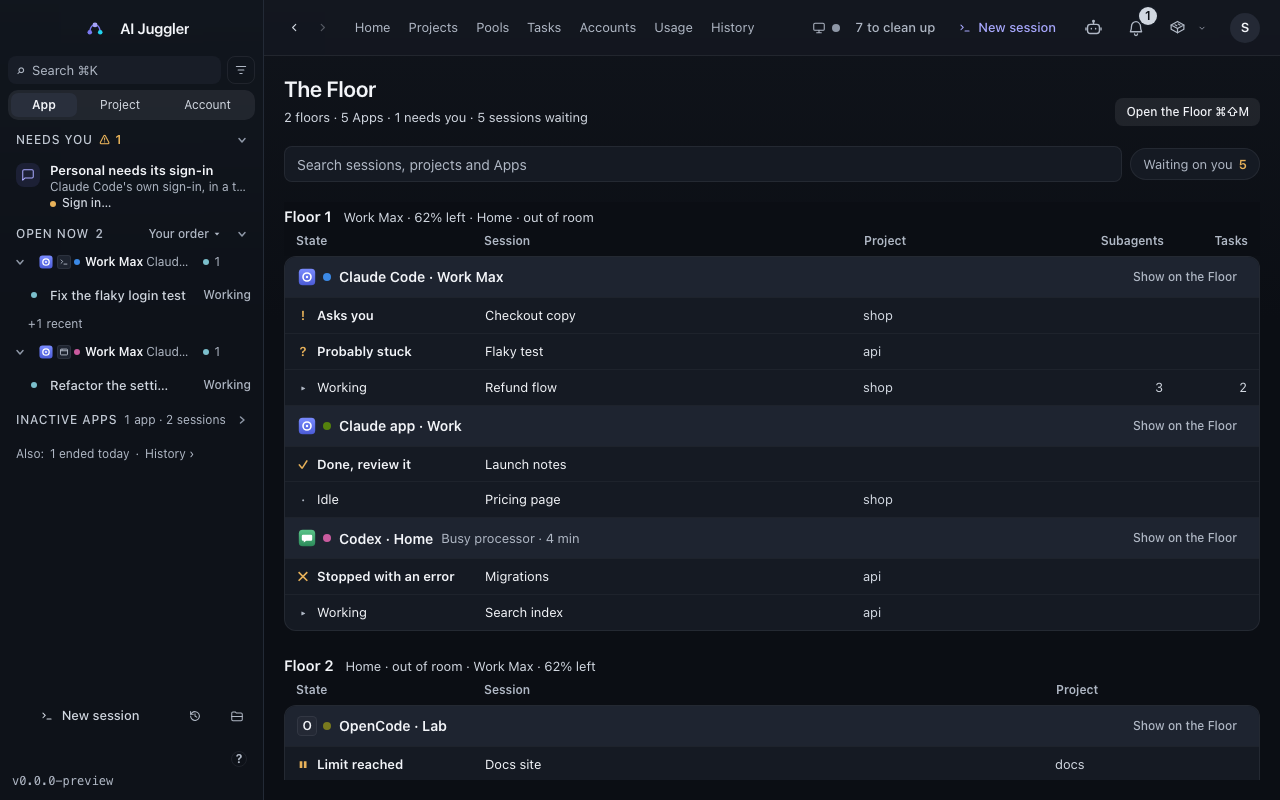 AI Juggler
Search ⌘K
App Project Account
NEEDS YOU 1
Personal needs its sign-in
Claude Code's own sign-in, in a t…
Sign in…
OPEN NOW 2 Your order
Work Max Claud… 1
Fix the flaky login test Working
+1 recent
Work Max Claud… 1
Refactor the setti… Working
INACTIVE APPS 1 app · 2 sessions
Also: 1 ended today · History ›
New session
?
v0.0.0-preview
Home Projects Pools Tasks Accounts Usage History
7 to clean up New session 1 S
The Floor
2 floors · 5 Apps · 1 needs you · 5 sessions waiting
Open the Floor ⌘⇧M
Search sessions, projects and Apps
Waiting on you 5
Floor 1 Work Max · 62% left · Home · out of room
State Session Project Subagents Tasks
Claude Code · Work Max Show on the Floor
! Asks you Checkout copy shop
? Probably stuck Flaky test api
Working Refund flow shop 3 2
Claude app · Work Show on the Floor
Done, review it Launch notes
· Idle Pricing page shop
Codex · Home Busy processor · 4 min Show on the Floor
Stopped with an error Migrations api
Working Search index api
Floor 2 Home · out of room · Work Max · 62% left
State Session Project
O OpenCode · Lab Show on the Floor
Limit reached Docs site docs